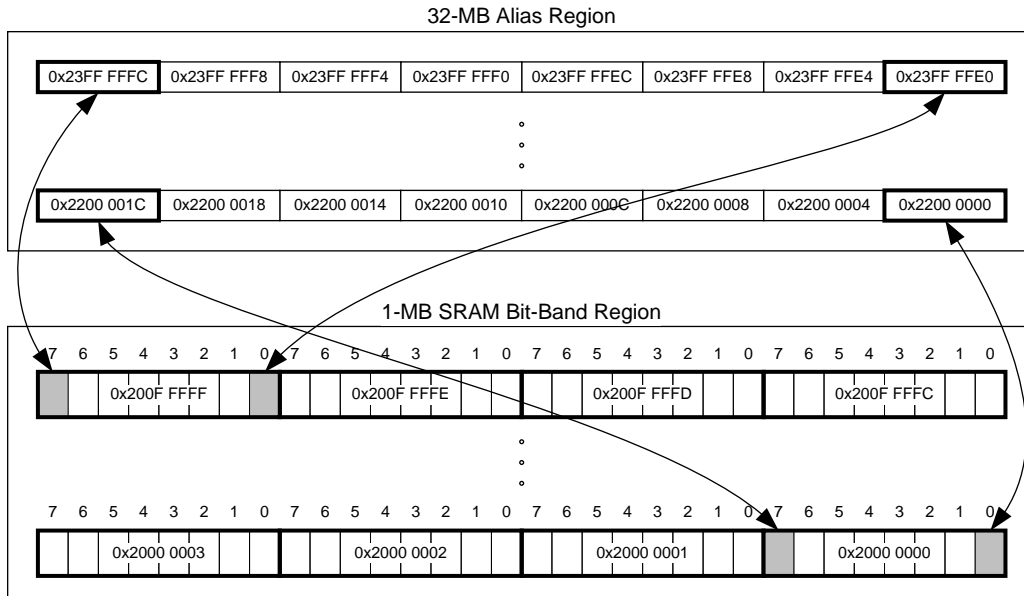 32-MB Alias Region
0x23FF FFFC 0x23FF FFF8 0x23FF FFF4 0x23FF FFF0 0x23FF FFEC 0x23FF FFE8 0x23FF FFE4 0x23FF FFE0
0x2200 001C 0x2200 0018 0x2200 0014 0x2200 0010 0x2200 000C 0x2200 0008 0x2200 0004 0x2200 0000
1-MB SRAM Bit-Band Region
7 6 5 4 3 2 1 0 7 6 5 4 3 2 1 0 7 6 5 4 3 2 1 0 7 6 5 4 3 2 1 0
0x200F FFFF 0x200F FFFE 0x200F FFFD 0x200F FFFC
7 6 5 4 3 2 1 0 7 6 5 4 3 2 1 0 7 6 5 4 3 2 1 0 7 6 5 4 3 2 1 0
0x2000 0003 0x2000 0002 0x2000 0001 0x2000 0000